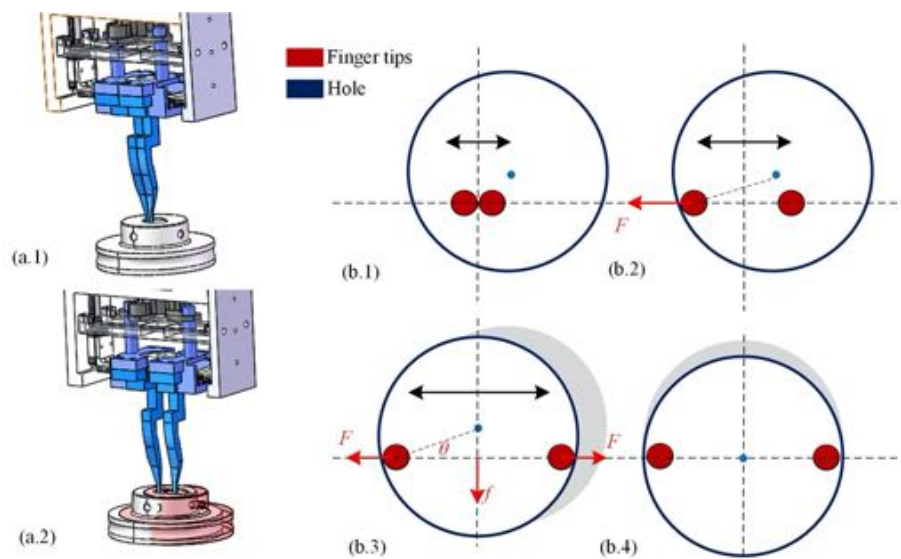 Finger tips
Hole
(a.1)
(b.1)
F
(b.2)
(a.2)
F
θ
f
F
(b.3)
(b.4)